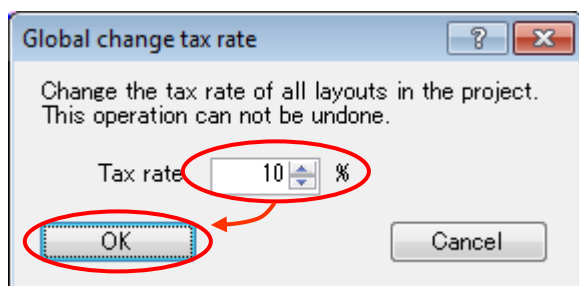 Global change tax rate
Change the tax rate of all layouts in the project.
This operation can not be undone.
Tax rate 10 %
OK Cancel